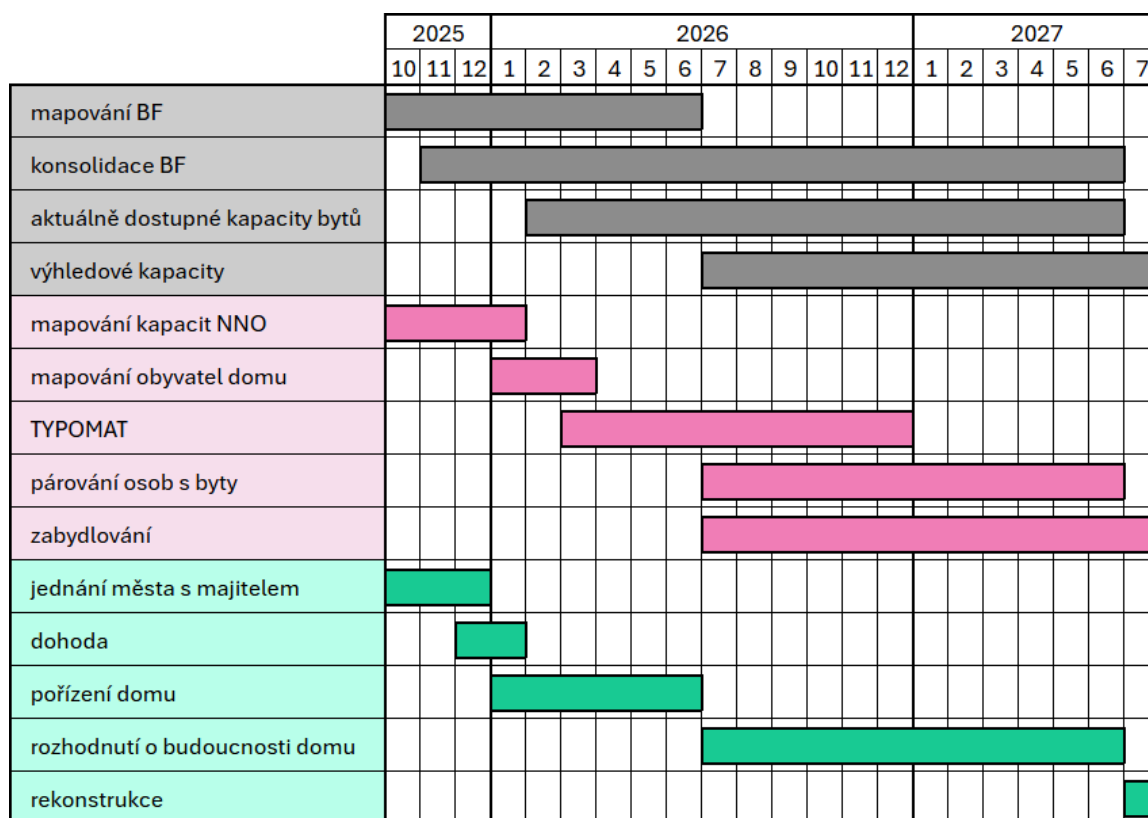 2025 2026 2027
10 11 12 1 2 3 4 5 6 7 8 9 10 11 12 1 2 3 4 5 6 7
mapování BF
konsolidace BF
aktuálně dostupné kapacity bytů
výhledové kapacity
mapování kapacit NNO
mapování obyvatel domu
TYPOMAT
párování osob s byty
zabydlování
jednání města s majitelem
dohoda
pořízení domu
rozhodnutí o budoucnosti domu
rekonstrukce